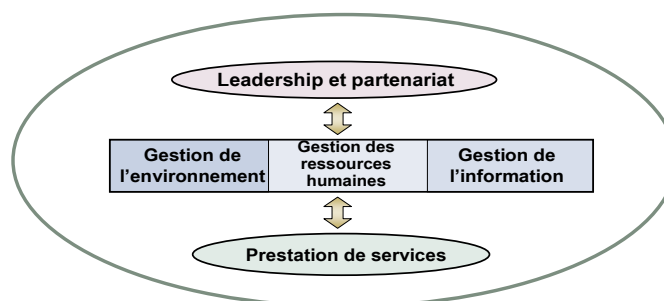 Leadership et partenariat
Gestion de
l'environnement
Gestion des
ressources
humaines
Gestion de
l'information
Prestation de services